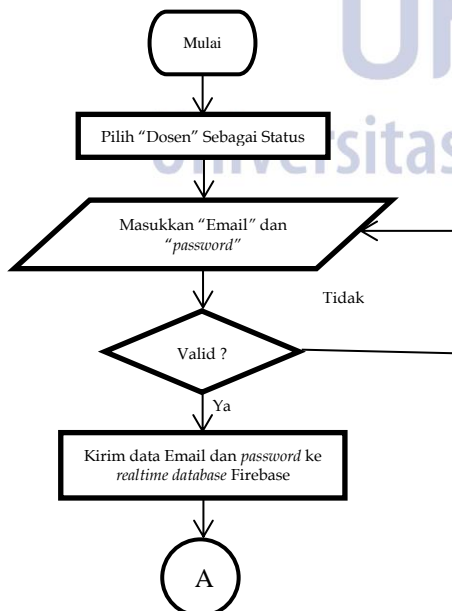 Mulai
Pilih "Dosen" Sebagai Status
Masukkan "Email" dan
"password"
Tidak
Valid ?
Ya
Kirim data Email dan password ke
realtime database Firebase
A